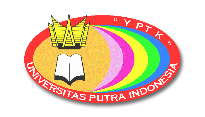 " Y P T K "
UNIVERSITAS PUTRA INDONESIA